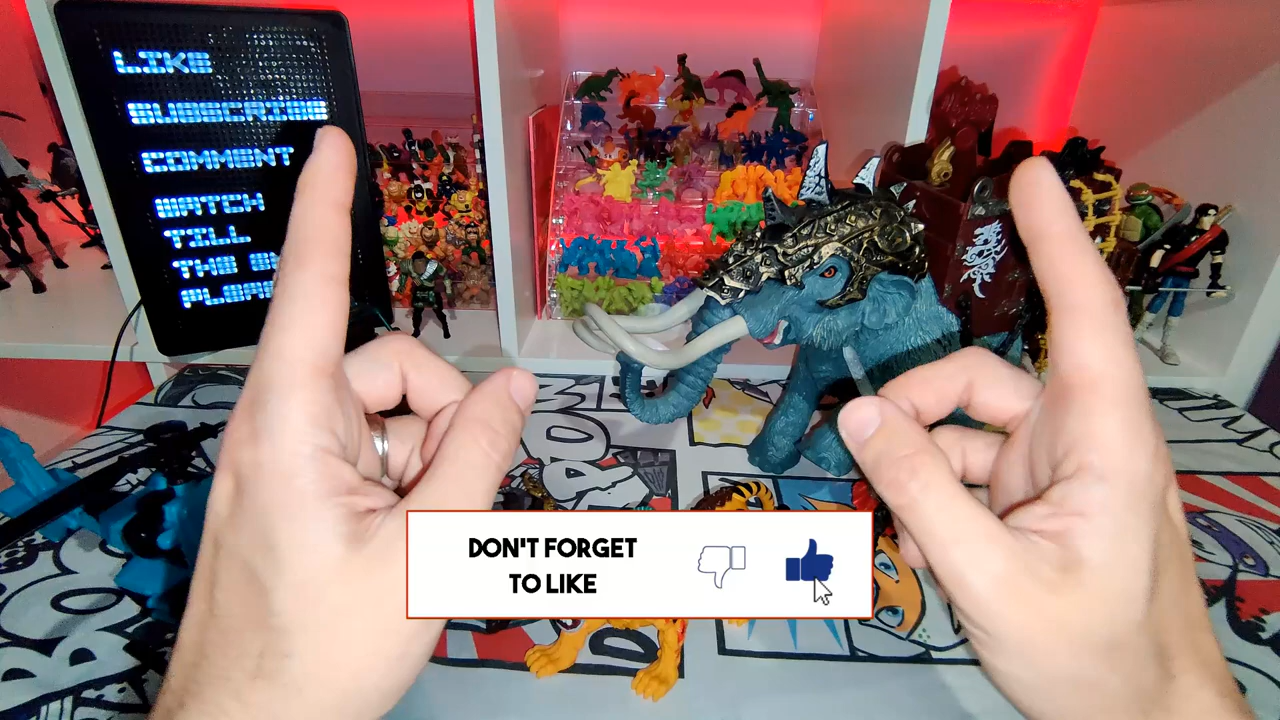 LIKE
SUBSCRIBE
COMMENT
WATCH
TILL
THE
DON'T FORGET
TO LIKE